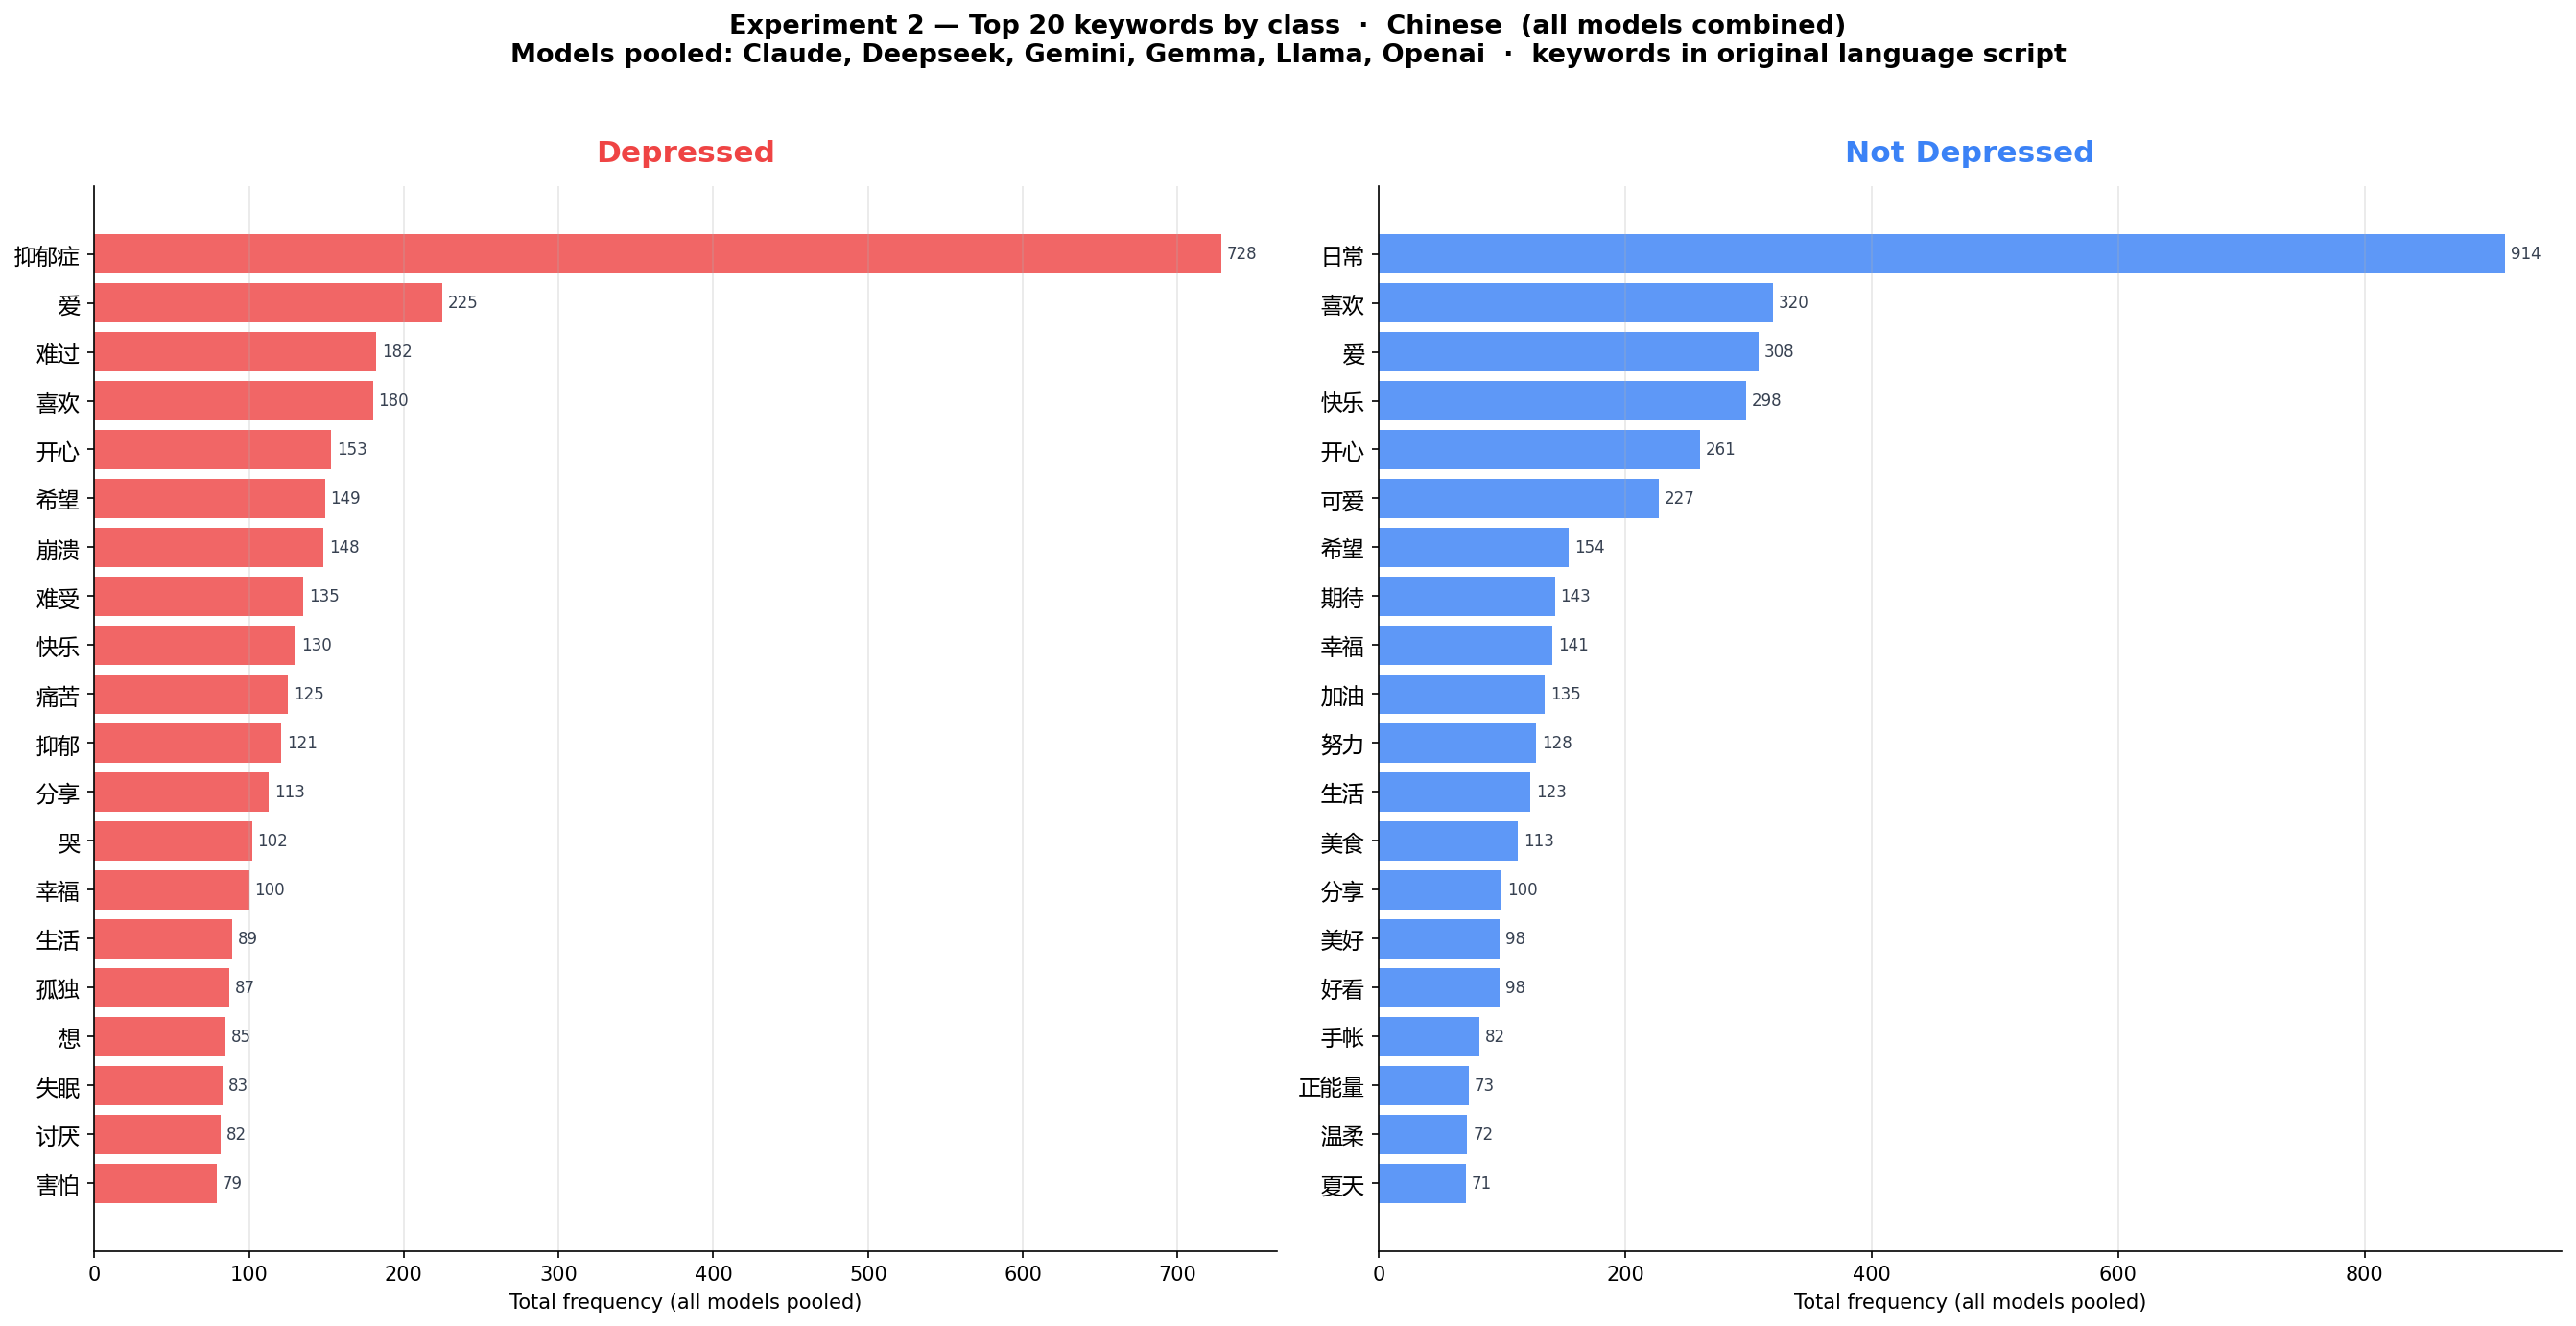 Experiment 2 — Top 20 keywords by class · Chinese (all models combined)
Models pooled: Claude, Deepseek, Gemini, Gemma, Llama, Openai · keywords in original language script
Depressed
抑郁症 728
爱 225
难过 182
喜欢 180
开心 153
希望 149
崩溃 148
难受 135
快乐 130
痛苦 125
抑郁 121
分享 113
哭 102
幸福 100
生活 89
孤独 87
想 85
失眠 83
讨厌 82
害怕 79
0 100 200 300 400 500 600 700
Total frequency (all models pooled)
Not Depressed
日常 914
喜欢 320
爱 308
快乐 298
开心 261
可爱 227
希望 154
期待 143
幸福 141
加油 135
努力 128
生活 123
美食 113
分享 100
美好 98
好看 98
手帐 82
正能量 73
温柔 72
夏天 71
0 200 400 600 800
Total frequency (all models pooled)